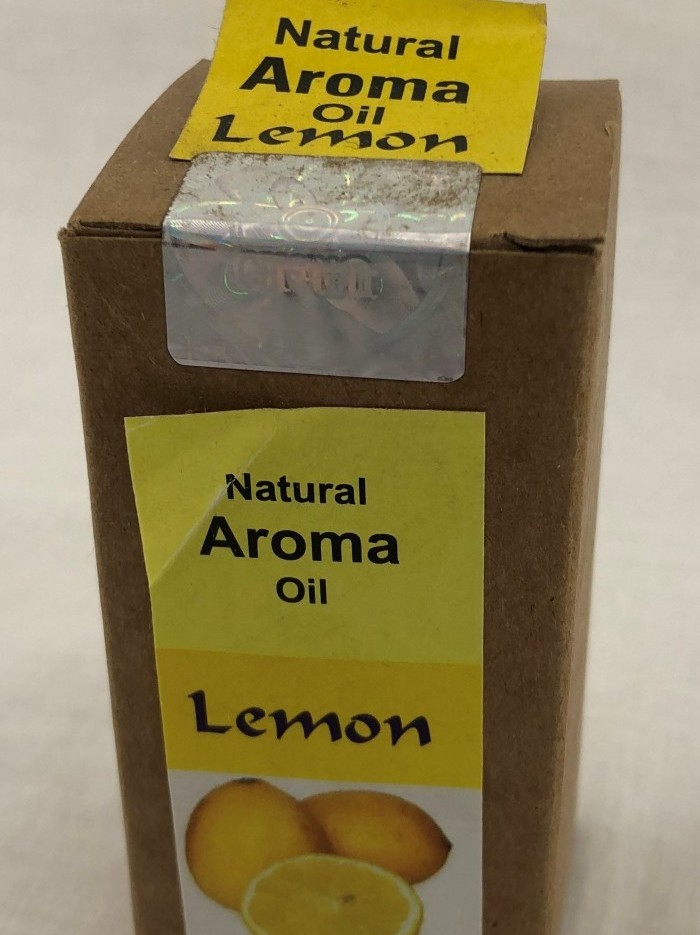 Natural
Aroma
Oil
Lemon
Natural
Aroma
Oil
Lemon